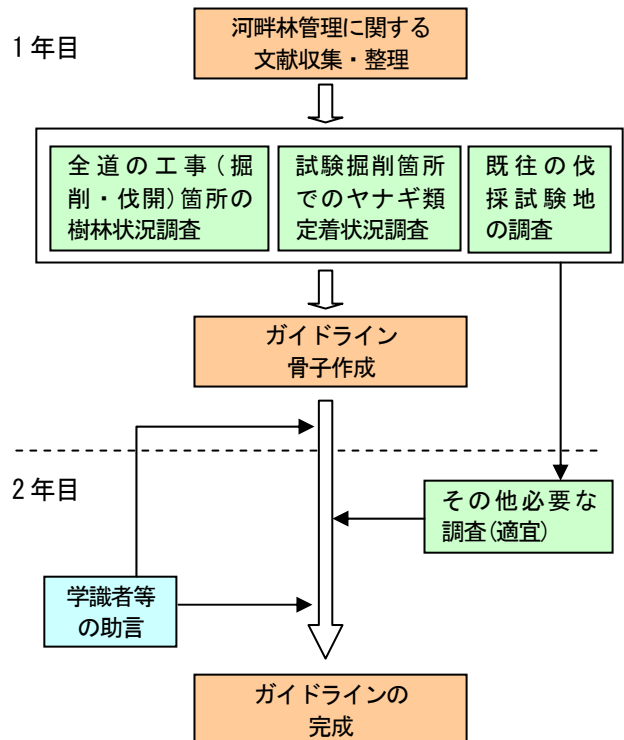 1年目
河畔林管理に関する
文献収集・整理
全道の工事(掘
削・伐開)箇所の
樹林状況調査
試験掘削箇所
でのヤナギ類
定着状況調査
既往の伐
採試験地
の調査
ガイドライン
骨子作成
2年目
その他必要な
調査(適宜)
学識者等
の助言
ガイドラインの
完成